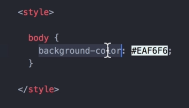 <style>
body {
background-color: #EAF6F6;
}
</style>